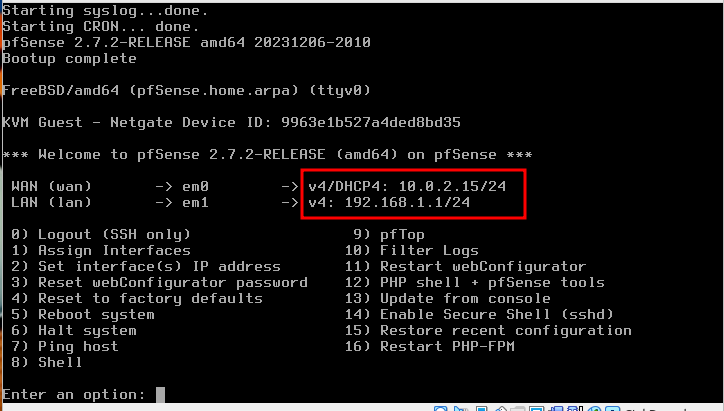 Starting syslog...done.
Starting CRON... done.
pfSense 2.7.2-RELEASE amd64 20231206-2010
Bootup complete
FreeBSD/amd64 (pfSense.home.arpa) (ttyv0)
KVM Guest - Netgate Device ID: 9963e1b527a4ded8bd35
*** Welcome to pfSense 2.7.2-RELEASE (amd64) on pfSense ***
WAN (wan) -> em0 -> v4/DHCP4: 10.0.2.15/24
LAN (lan) -> em1 -> v4: 192.168.1.1/24
0) Logout (SSH only) 9) pfTop
1) Assign Interfaces 10) Filter Logs
2) Set interface(s) IP address 11) Restart webConfigurator
3) Reset webConfigurator password 12) PHP shell + pfSense tools
4) Reset to factory defaults 13) Update from console
5) Reboot system 14) Enable Secure Shell (sshd)
6) Halt system 15) Restore recent configuration
7) Ping host 16) Restart PHP-FPM
8) Shell
Enter an option: